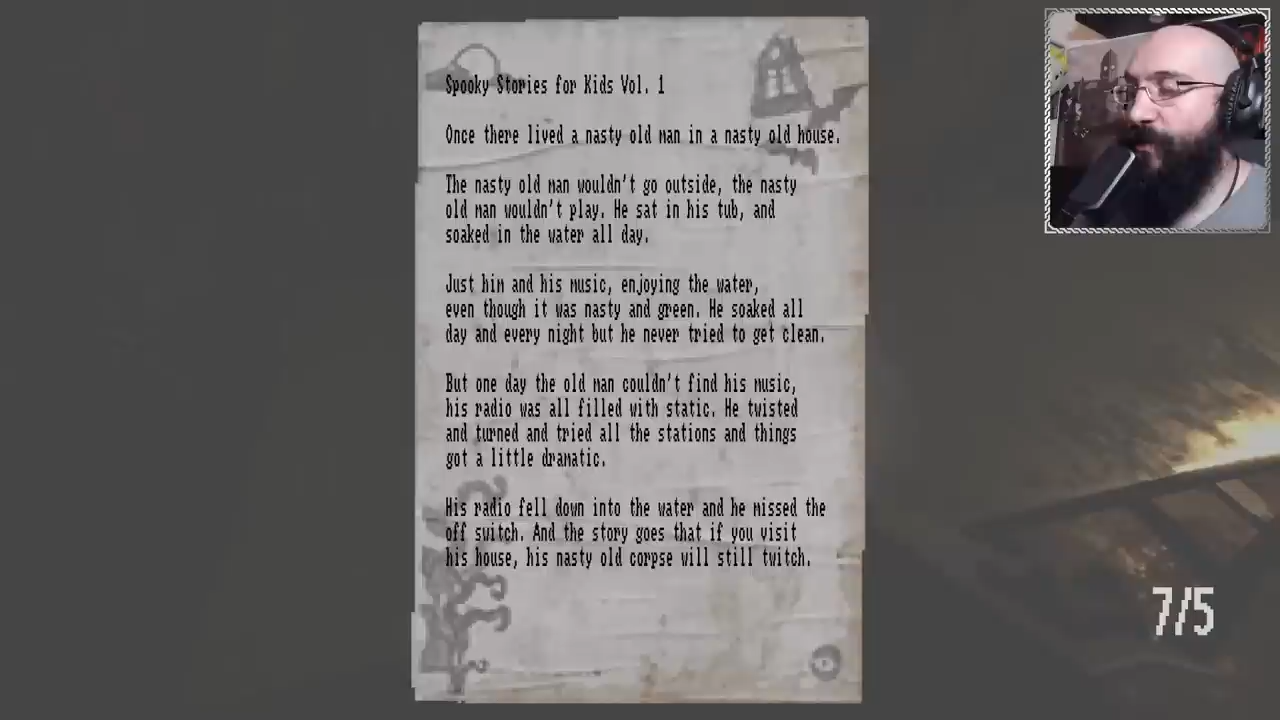 Spooky Stories for Kids Vol. 1
Once there lived a nasty old man in a nasty old house.
The nasty old man wouldn't go outside, the nasty
old man wouldn't play. He sat in his tub, and
soaked in the water all day.
Just him and his music, enjoying the water,
even though it was nasty and green. He soaked all
day and every night but he never tried to get clean.
But one day the old man couldn't find his music,
his radio was all filled with static. He twisted
and turned and tried all the stations and things
got a little dramatic.
His radio fell down into the water and he missed the
off switch. And the story goes that if you visit
his house, his nasty old corpse will still twitch.
7/5